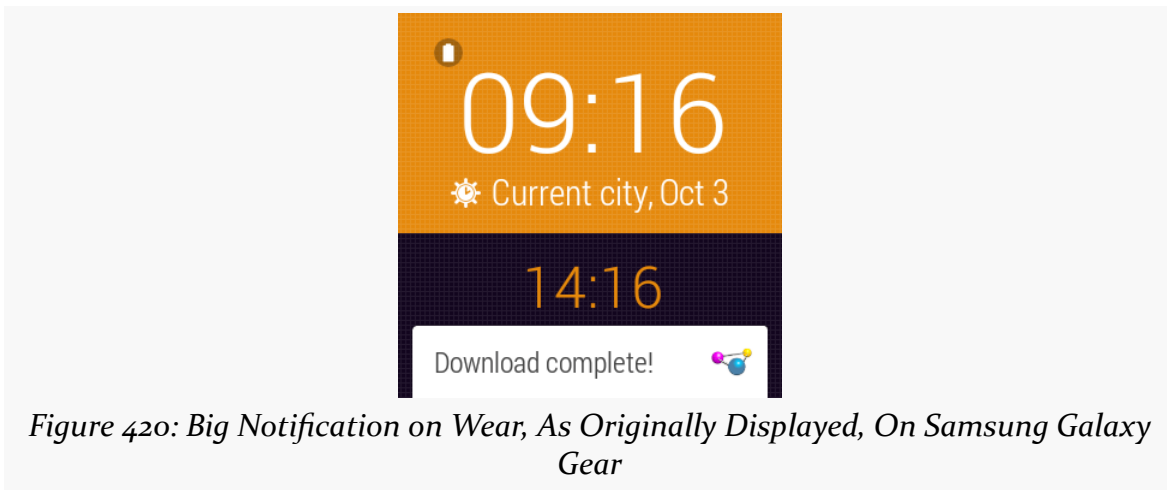 09:16
Current city, Oct 3
14:16
Download complete!
Figure 420: Big Notification on Wear, As Originally Displayed, On Samsung Galaxy
Gear